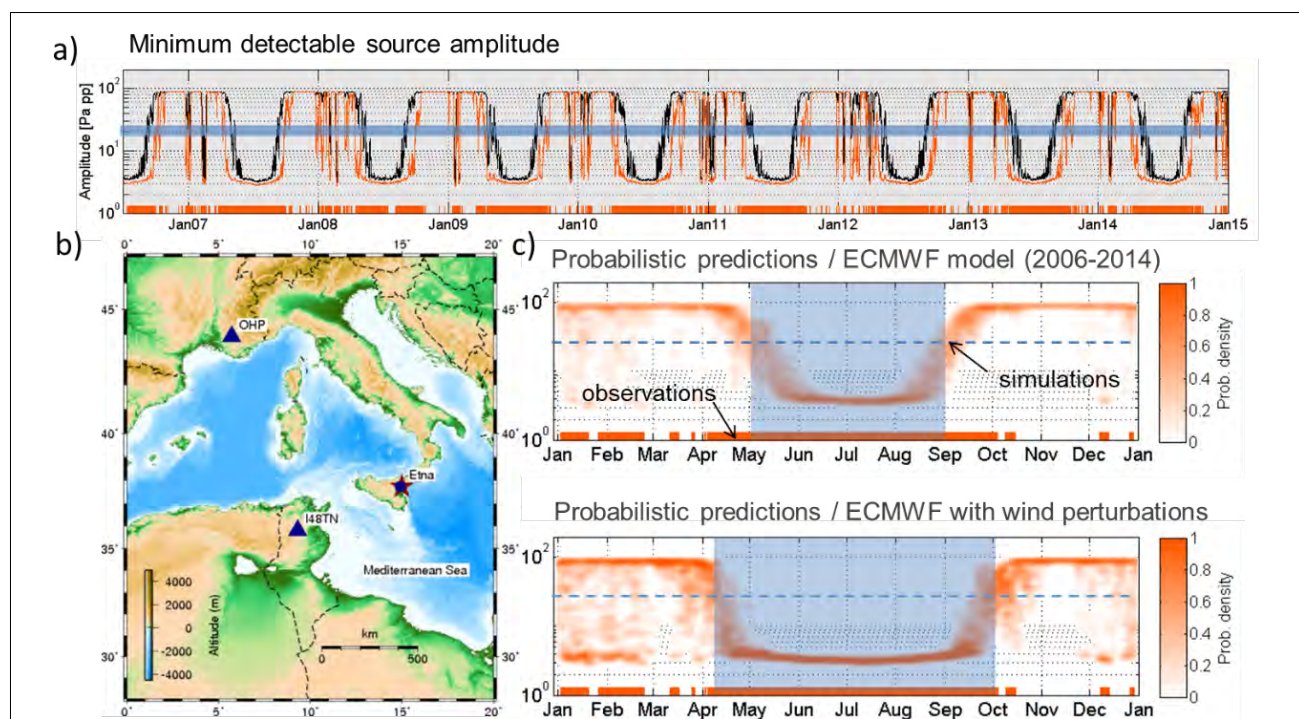 a) Minimum detectable source amplitude
Amplitude [Pa pp]
10²
10¹
10⁰
Jan07 Jan08 Jan09 Jan10 Jan11 Jan12 Jan13 Jan14 Jan15
b)
0° 5° 10° 15° 20°
45°
40°
35°
30°
OHP
Etna
I48TN
Mediterranean Sea
4000
2000
0
-2000
-4000
Altitude (m)
km
0 500
0° 5° 10° 15° 20°
c) Probabilistic predictions / ECMWF model (2006-2014)
10²
10⁰
observations
simulations
Jan Feb Mar Apr May Jun Jul Aug Sep Oct Nov Dec Jan
1
0.8
0.6
0.4
0.2
0
Prob. density
Probabilistic predictions / ECMWF with wind perturbations
10²
10⁰
Jan Feb Mar Apr May Jun Jul Aug Sep Oct Nov Dec Jan
1
0.8
0.6
0.4
0.2
0
Prob. density